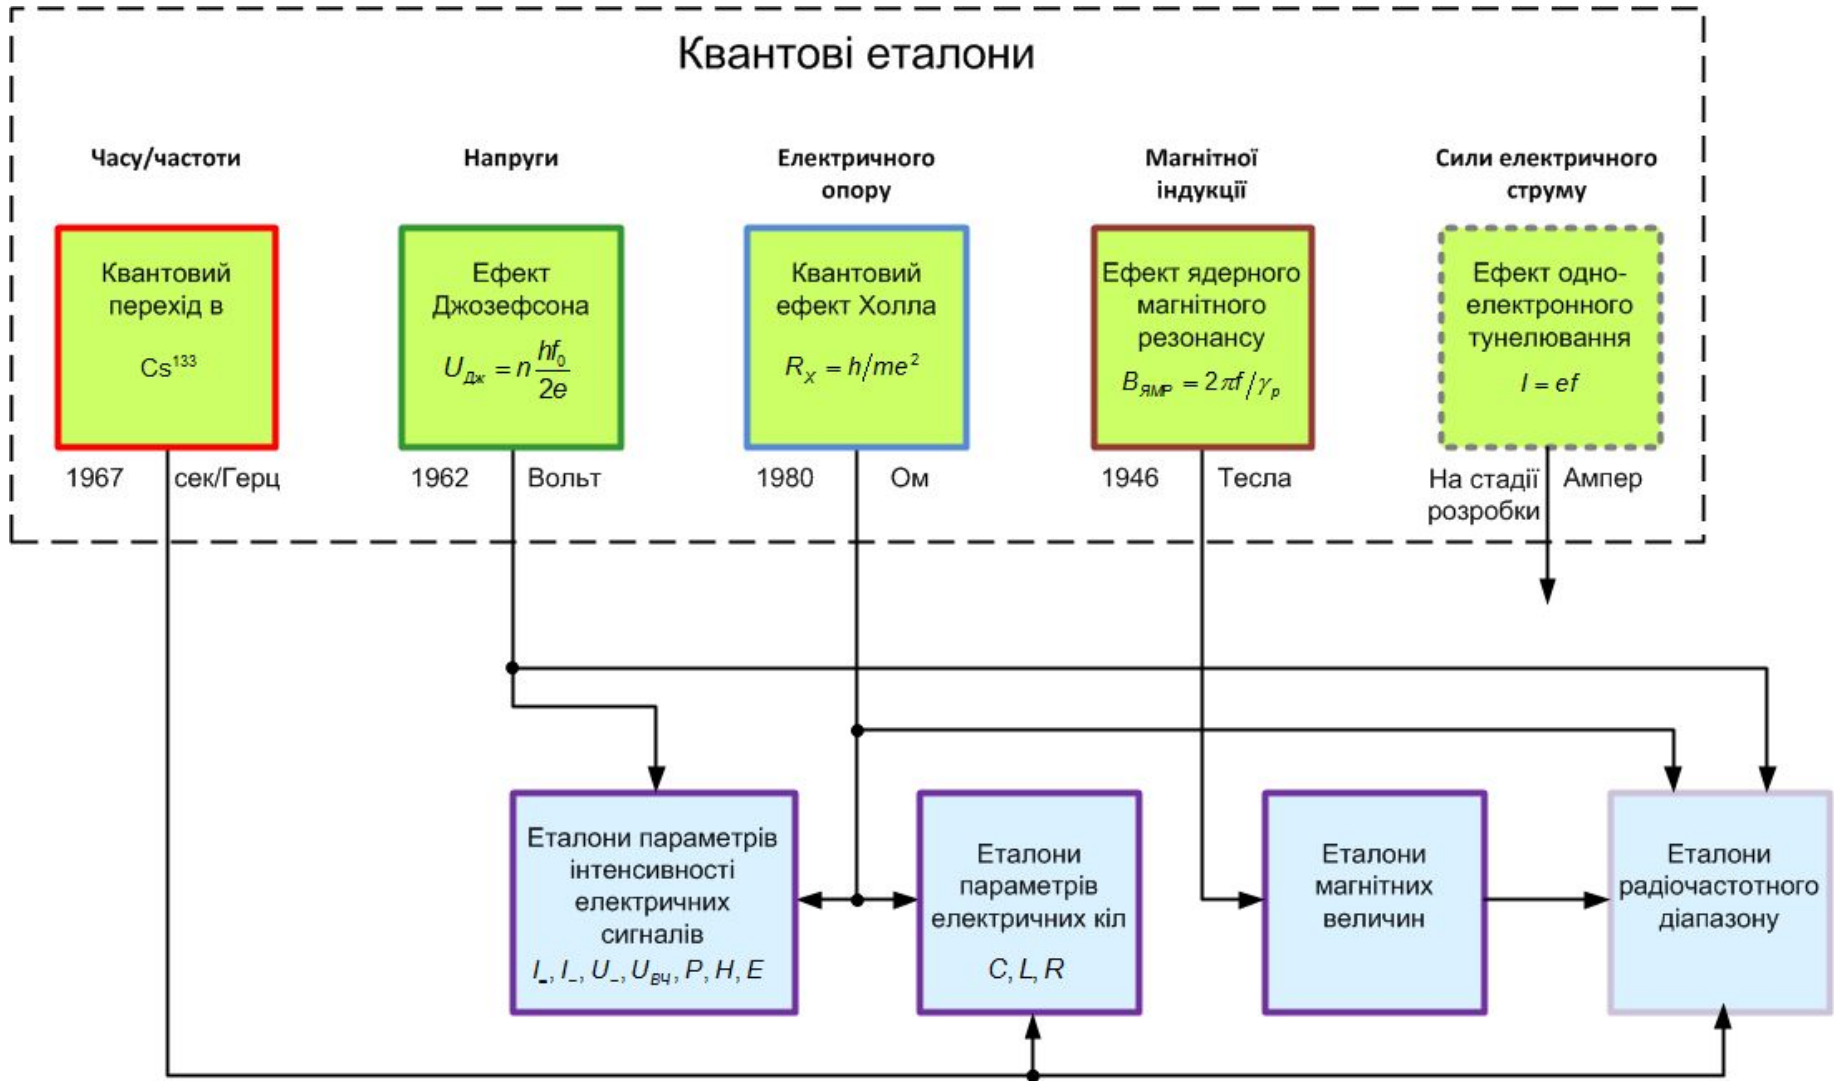 Квантові еталони
Часу/частоти
Напруги
Електричного
опору
Магнітної
індукції
Сили електричного
струму
Квантовий
перехід в
Cs¹³³
Ефект
Джозефсона
U_Дж = n hf₀/2e
Квантовий
ефект Холла
R_X = h/me²
Ефект ядерного
магнітного
резонансу
B_ЯМР = 2πf/γ_p
Ефект одно-
електронного
тунелювання
I = ef
1967 сек/Герц
1962 Вольт
1980 Ом
1946 Тесла
На стадії
розробки
Ампер
Еталони параметрів
інтенсивності
електричних
сигналів
I₌, I₋, U₋, U_ВЧ, P, H, E
Еталони
параметрів
електричних кіл
C, L, R
Еталони
магнітних
величин
Еталони
радіочастотного
діапазону